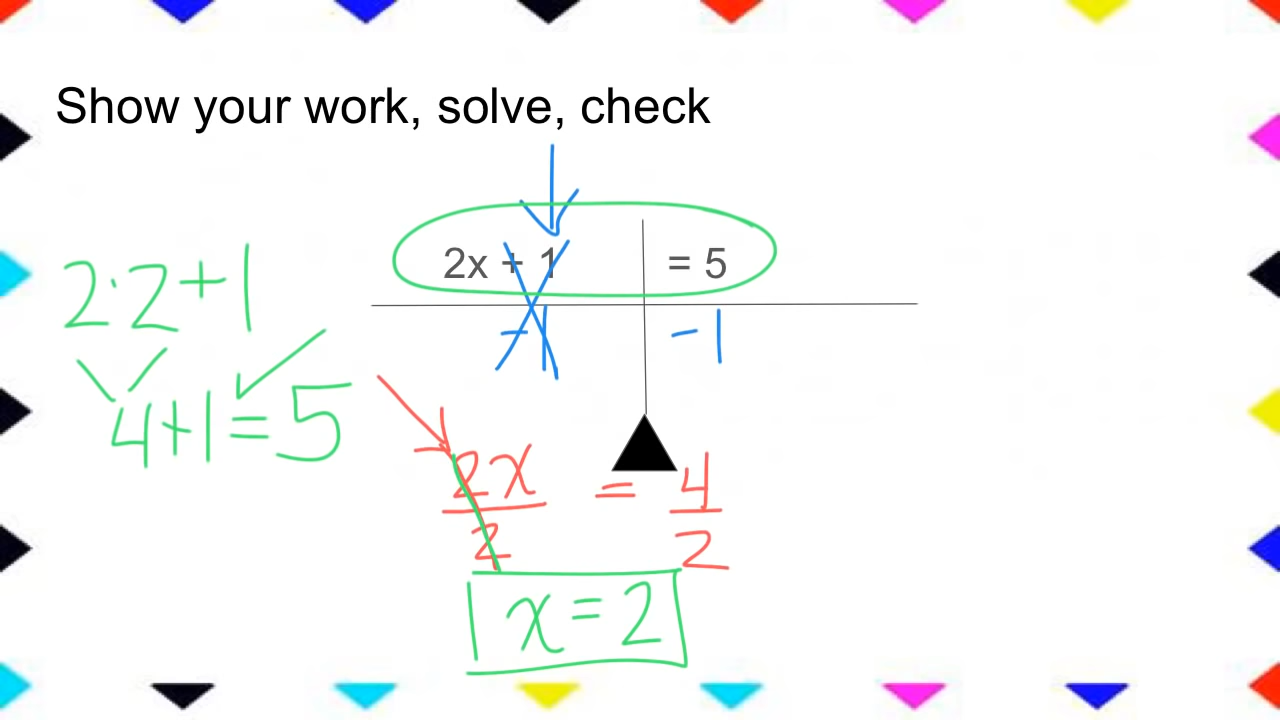 Show your work, solve, check
2x + 1 = 5
-1 -1
2x = 4
2 2
x = 2
2·2+1
4+1=5